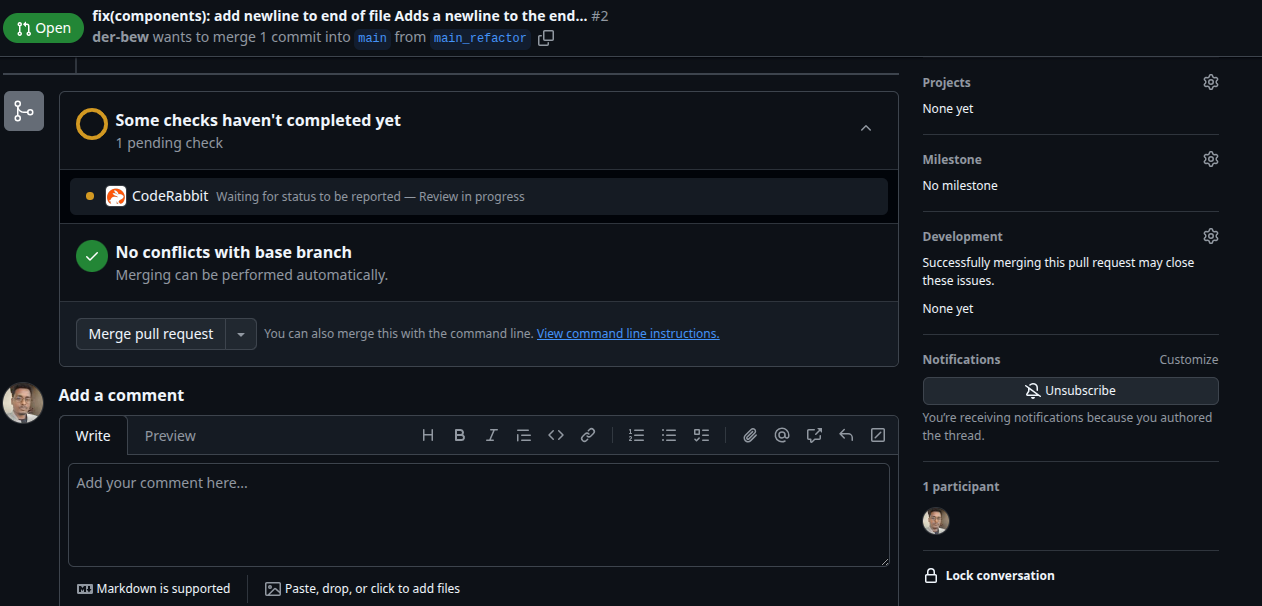 Open
fix(components): add newline to end of file Adds a newline to the end... #2
der-bew wants to merge 1 commit into main from main_refactor
Some checks haven't completed yet
1 pending check
CodeRabbit Waiting for status to be reported — Review in progress
No conflicts with base branch
Merging can be performed automatically.
Merge pull request
You can also merge this with the command line. View command line instructions.
Add a comment
Write
Preview
Add your comment here...
Markdown is supported
Paste, drop, or click to add files
Projects
None yet
Milestone
No milestone
Development
Successfully merging this pull request may close
these issues.
None yet
Notifications
Customize
Unsubscribe
You're receiving notifications because you authored
the thread.
1 participant
Lock conversation